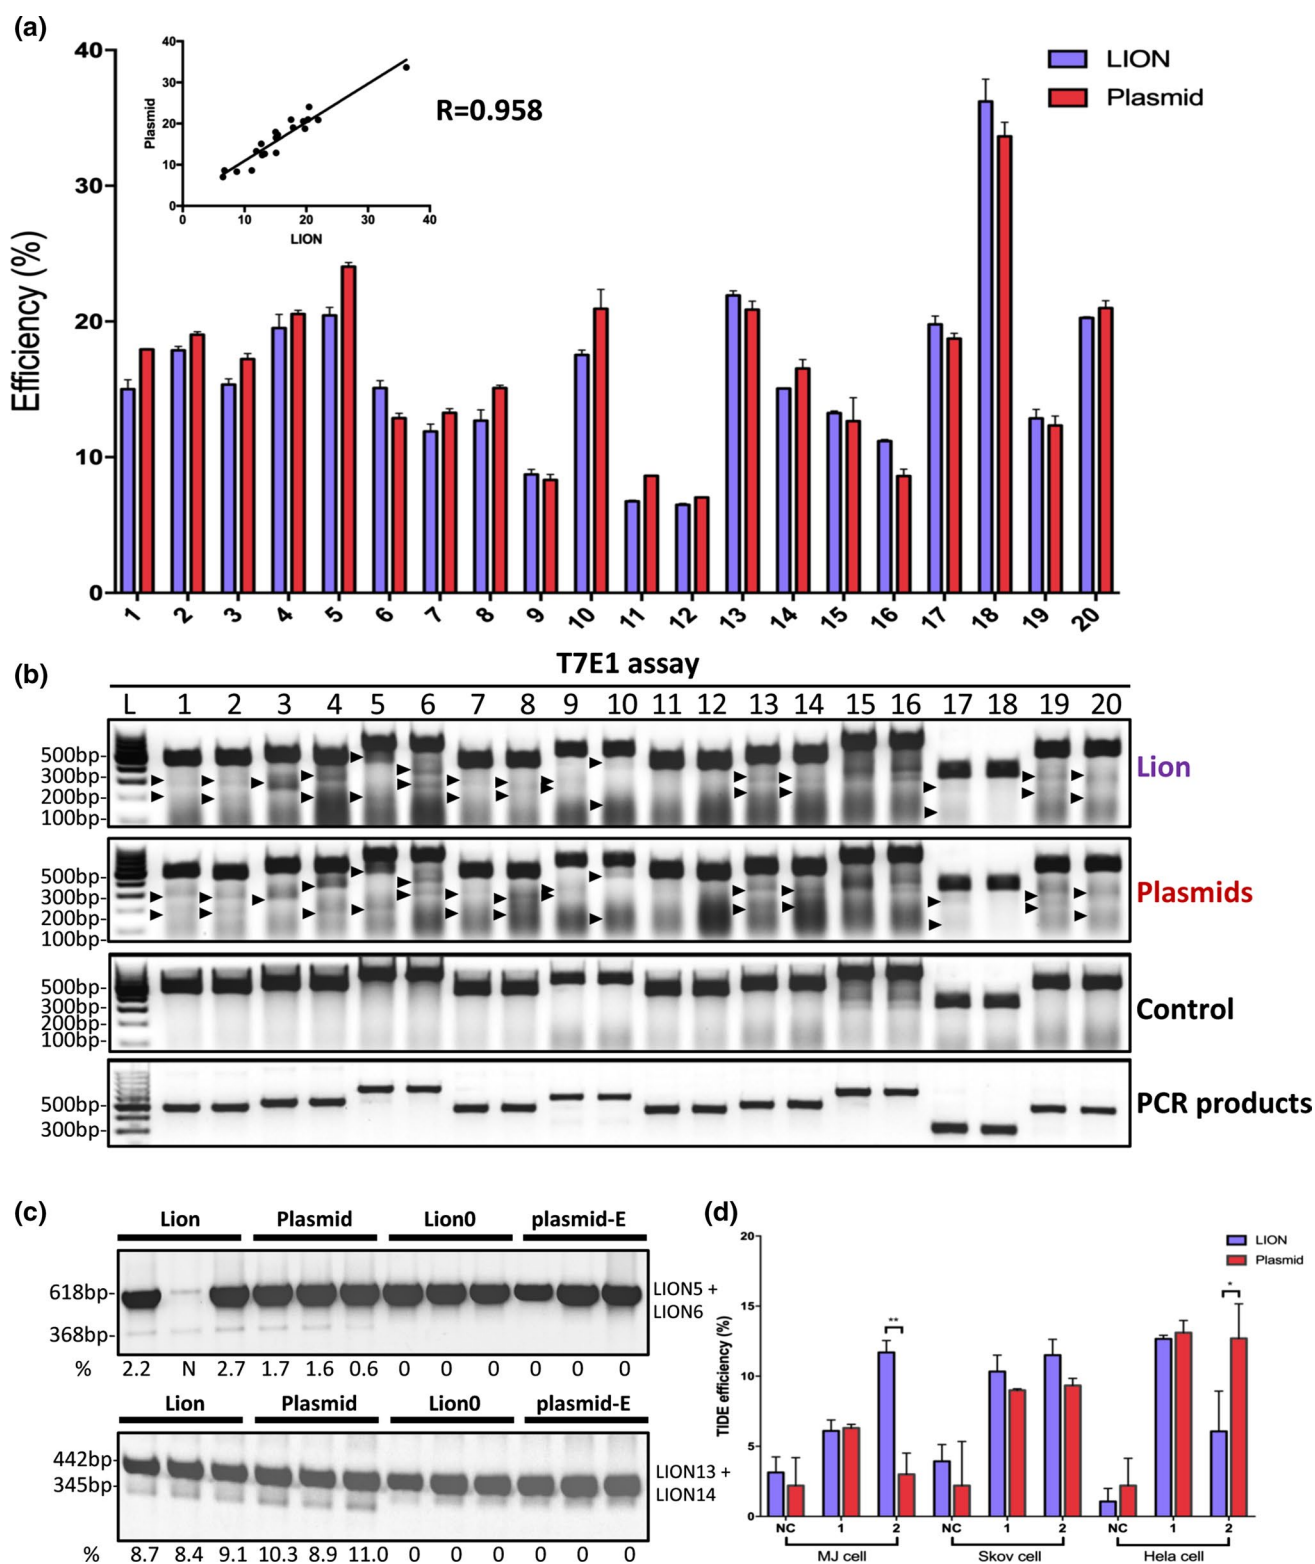 (a)
40
30
20
10
0
Efficiency (%)
40
30
20
10
0
Plasmid
0 10 20 30 40
LION
R=0.958
LION
Plasmid
1 2 3 4 5 6 7 8 9 10 11 12 13 14 15 16 17 18 19 20
(b)
T7E1 assay
L 1 2 3 4 5 6 7 8 9 10 11 12 13 14 15 16 17 18 19 20
500bp-
300bp-
200bp-
100bp-
Lion
500bp-
300bp-
200bp-
100bp-
Plasmids
500bp-
300bp-
200bp-
100bp-
Control
500bp-
300bp-
PCR products
(c)
Lion Plasmid Lion0 plasmid-E
618bp-
368bp-
LION5 +
LION6
% 2.2 N 2.7 1.7 1.6 0.6 0 0 0 0 0 0
Lion Plasmid Lion0 plasmid-E
442bp-
345bp-
LION13 +
LION14
% 8.7 8.4 9.1 10.3 8.9 11.0 0 0 0 0 0 0
(d)
20
15
10
5
0
TIDE efficiency (%)
LION
Plasmid
**
*
NC 1 2 NC 1 2 NC 1 2
MJ cell Skov cell Hela cell